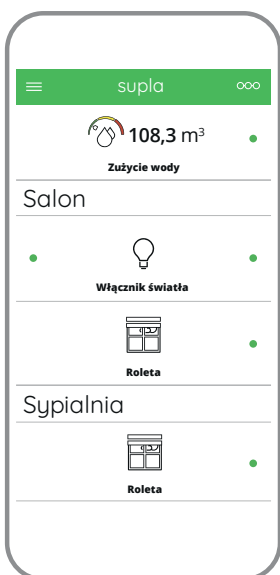 supla
108,3 m³
Zużycie wody
Salon
Włącznik światła
Roleta
Sypialnia
Roleta